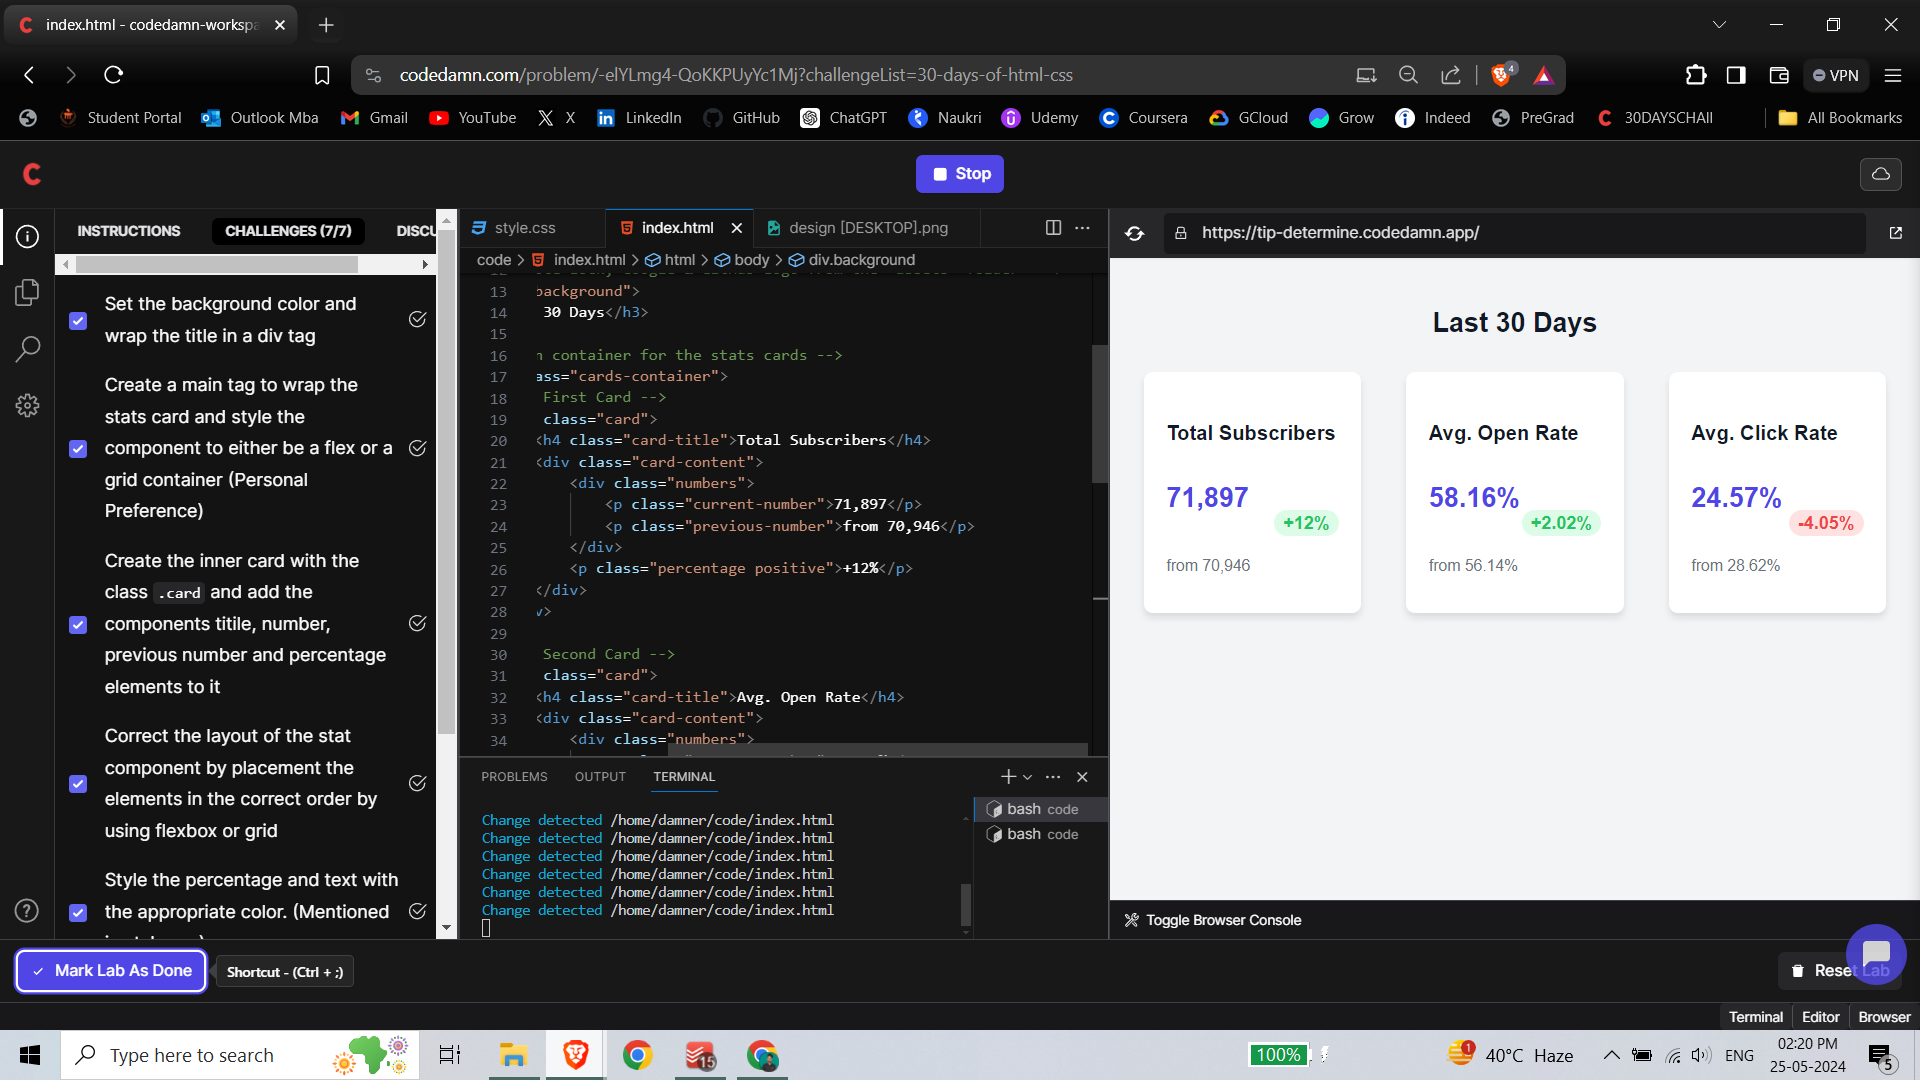 index.html - codedamn-workspa
codedamn.com/problem/-elYLmg4-QoKKPUyYc1Mj?challengeList=30-days-of-html-css
4
VPN
Student Portal
Outlook Mba
Gmail
YouTube
X
LinkedIn
GitHub
ChatGPT
Naukri
Udemy
Coursera
GCloud
Grow
Indeed
PreGrad
30DAYSCHAll
All Bookmarks
Stop
INSTRUCTIONS
CHALLENGES (7/7)
DISCU
Set the background color and
wrap the title in a div tag
Create a main tag to wrap the
stats card and style the
component to either be a flex or a
grid container (Personal
Preference)
Create the inner card with the
class .card and add the
components titile, number,
previous number and percentage
elements to it
Correct the layout of the stat
component by placement the
elements in the correct order by
using flexbox or grid
Style the percentage and text with
the appropriate color. (Mentioned
style.css
index.html
design [DESKTOP].png
code > index.html > html > body > div.background
13 background">
14 30 Days</h3>
15
16 n container for the stats cards -->
17 ass="cards-container">
18 First Card -->
19 class="card">
20 <h4 class="card-title">Total Subscribers</h4>
21 <div class="card-content">
22 <div class="numbers">
23 <p class="current-number">71,897</p>
24 <p class="previous-number">from 70,946</p>
25 </div>
26 <p class="percentage positive">+12%</p>
27 </div>
28 v>
29
30 Second Card -->
31 class="card">
32 <h4 class="card-title">Avg. Open Rate</h4>
33 <div class="card-content">
34 <div class="numbers">
PROBLEMS
OUTPUT
TERMINAL
Change detected /home/damner/code/index.html
Change detected /home/damner/code/index.html
Change detected /home/damner/code/index.html
Change detected /home/damner/code/index.html
Change detected /home/damner/code/index.html
Change detected /home/damner/code/index.html
bash code
bash code
https://tip-determine.codedamn.app/
Last 30 Days
Total Subscribers
71,897
+12%
from 70,946
Avg. Open Rate
58.16%
+2.02%
from 56.14%
Avg. Click Rate
24.57%
-4.05%
from 28.62%
Toggle Browser Console
Mark Lab As Done
Shortcut - (Ctrl + ;)
Reset Lab
Terminal
Editor
Browser
Type here to search
15
100%
1
40°C Haze
ENG
02:20 PM
25-05-2024
5